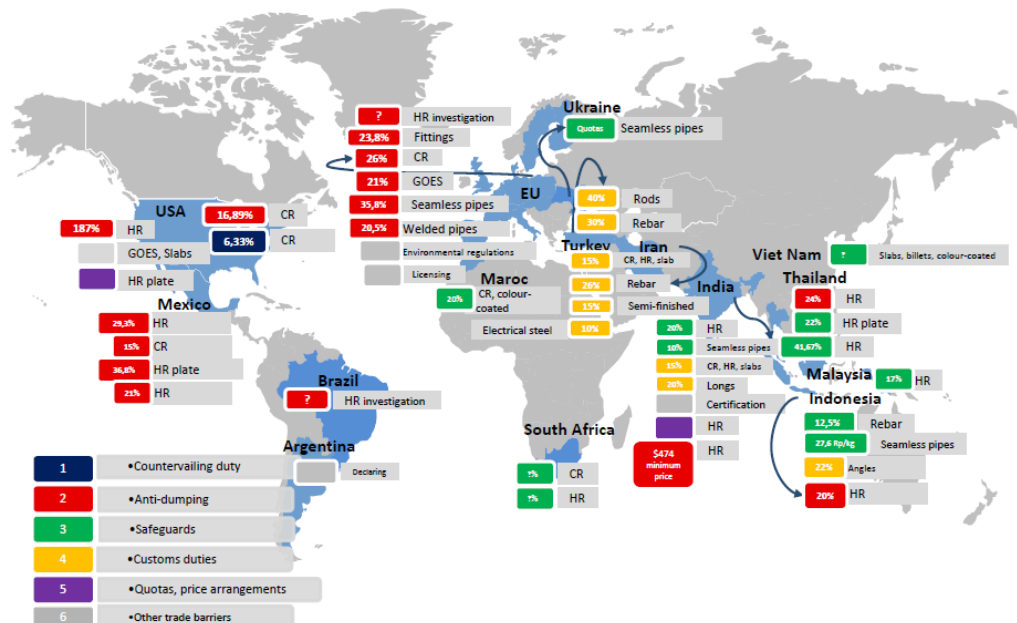 Ukraine
Quotas Seamless pipes
? HR investigation
23,8% Fittings
26% CR
21% GOES
35,8% Seamless pipes
20,5% Welded pipes
Environmental regulations
Licensing
EU
40% Rods
30% Rebar
USA
16,89% CR
187% HR
6,33% CR
GOES, Slabs
HR plate
Mexico
29,3% HR
15% CR
36,8% HR plate
21% HR
Turkey
Iran
15% CR, HR, slab
26% Rebar
15% Semi-finished
Electrical steel 10%
Maroc
20% CR, colour-
coated
Viet Nam
? Slabs, billets, colour-coated
Thailand
24% HR
22% HR plate
41,67% HR
India
20% HR
10% Seamless pipes
15% CR, HR, slabs
20% Longs
Certification
HR
$474
minimum
price
HR
Malaysia
17% HR
Indonesia
12,5% Rebar
27,6 Rp/kg Seamless pipes
22% Angles
20% HR
Brazil
? HR investigation
Argentina
Declaring
South Africa
?% CR
?% HR
1 •Countervailing duty
2 •Anti-dumping
3 •Safeguards
4 •Customs duties
5 •Quotas, price arrangements
6 •Other trade barriers